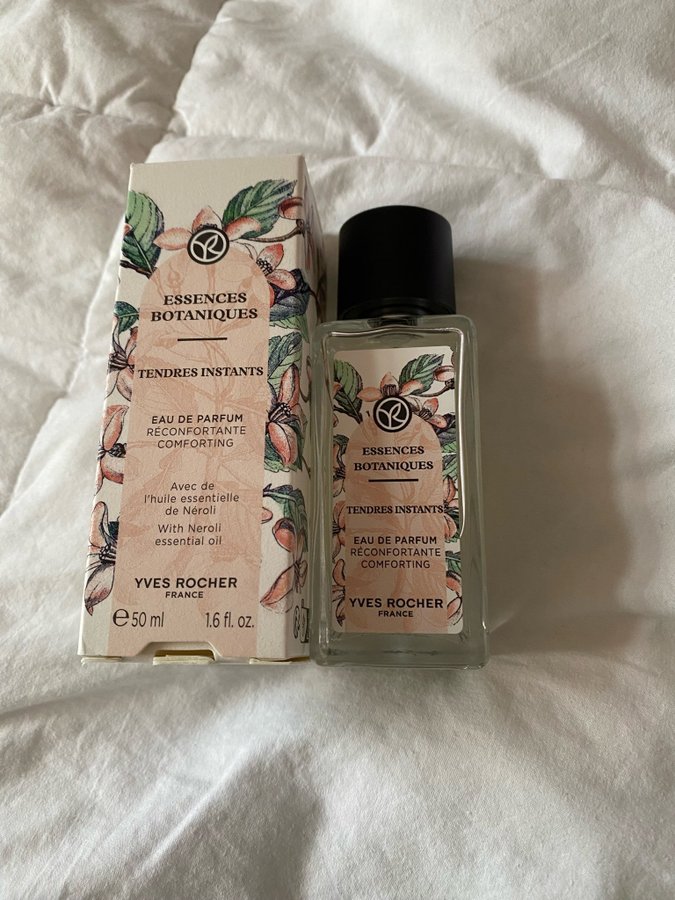 ESSENCES
BOTANIQUES
TENDRES INSTANTS
EAU DE PARFUM
RÉCONFORTANTE
COMFORTING
Avec de
l'huile essentielle
de Néroli
With Neroli
essential oil
YVES ROCHER
FRANCE
℮ 50 ml 1.6 fl. oz.
ESSENCES
BOTANIQUES
TENDRES INSTANTS
EAU DE PARFUM
RÉCONFORTANTE
COMFORTING
YVES ROCHER
FRANCE